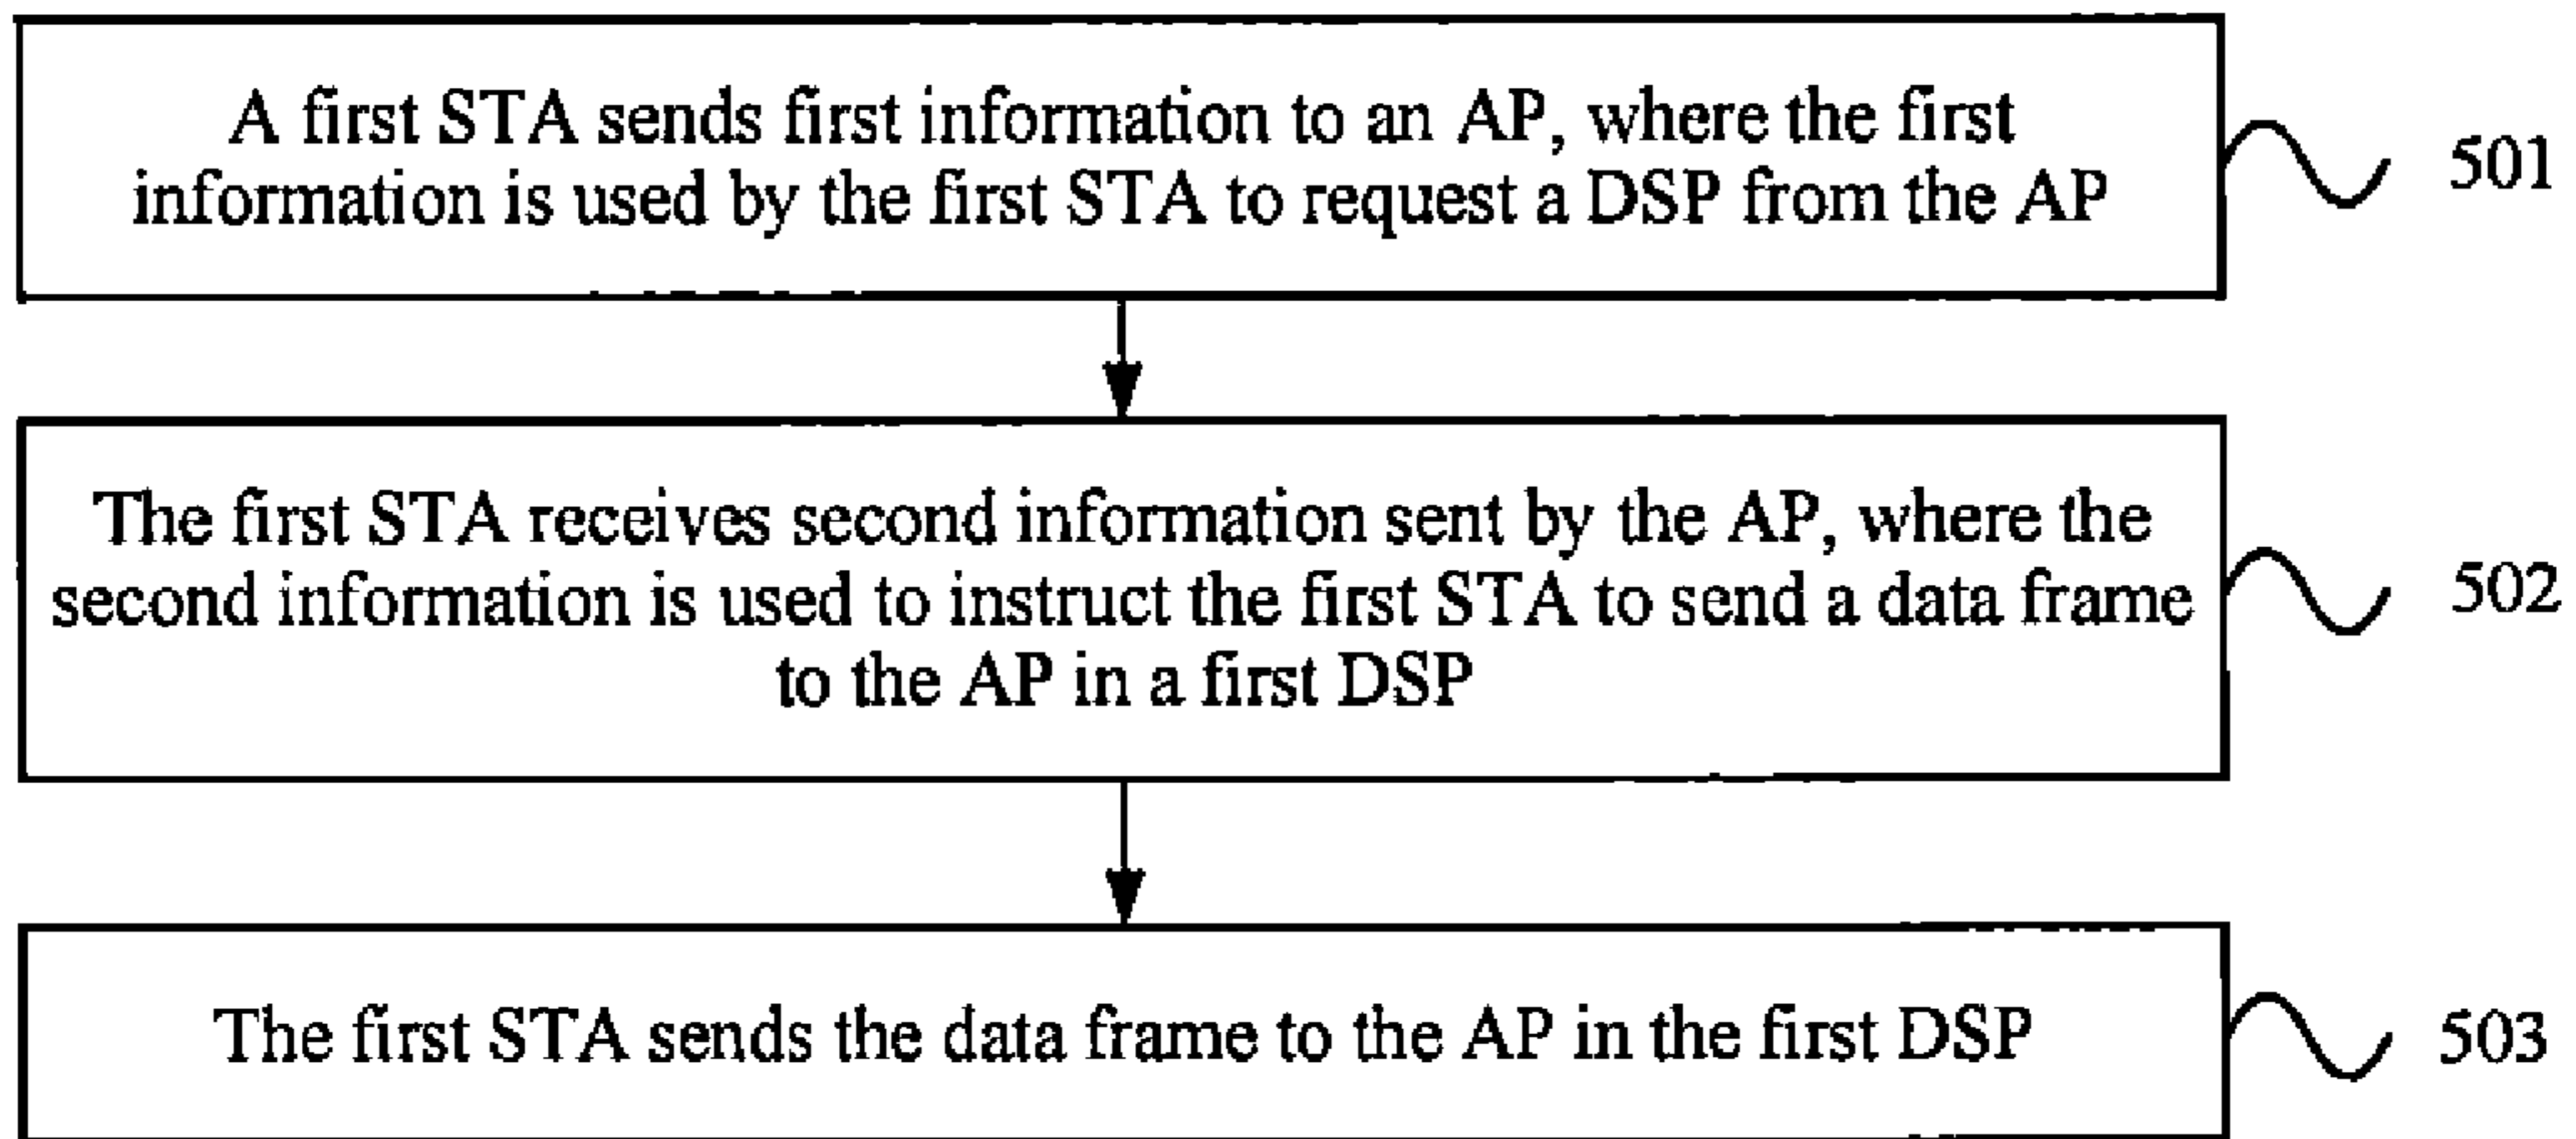 A first STA sends first information to an AP, where the first
information is used by the first STA to request a DSP from the AP
501
The first STA receives second information sent by the AP, where the
second information is used to instruct the first STA to send a data frame
to the AP in a first DSP
502
The first STA sends the data frame to the AP in the first DSP
503